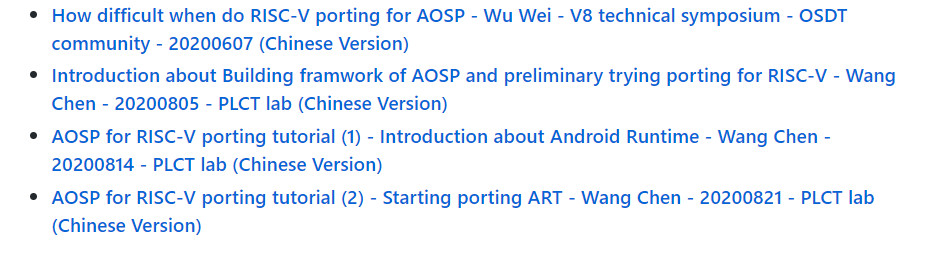 How difficult when do RISC-V porting for AOSP - Wu Wei - V8 technical symposium - OSDT
community - 20200607 (Chinese Version)
Introduction about Building framwork of AOSP and preliminary trying porting for RISC-V - Wang
Chen - 20200805 - PLCT lab (Chinese Version)
AOSP for RISC-V porting tutorial (1) - Introduction about Android Runtime - Wang Chen -
20200814 - PLCT lab (Chinese Version)
AOSP for RISC-V porting tutorial (2) - Starting porting ART - Wang Chen - 20200821 - PLCT lab
(Chinese Version)